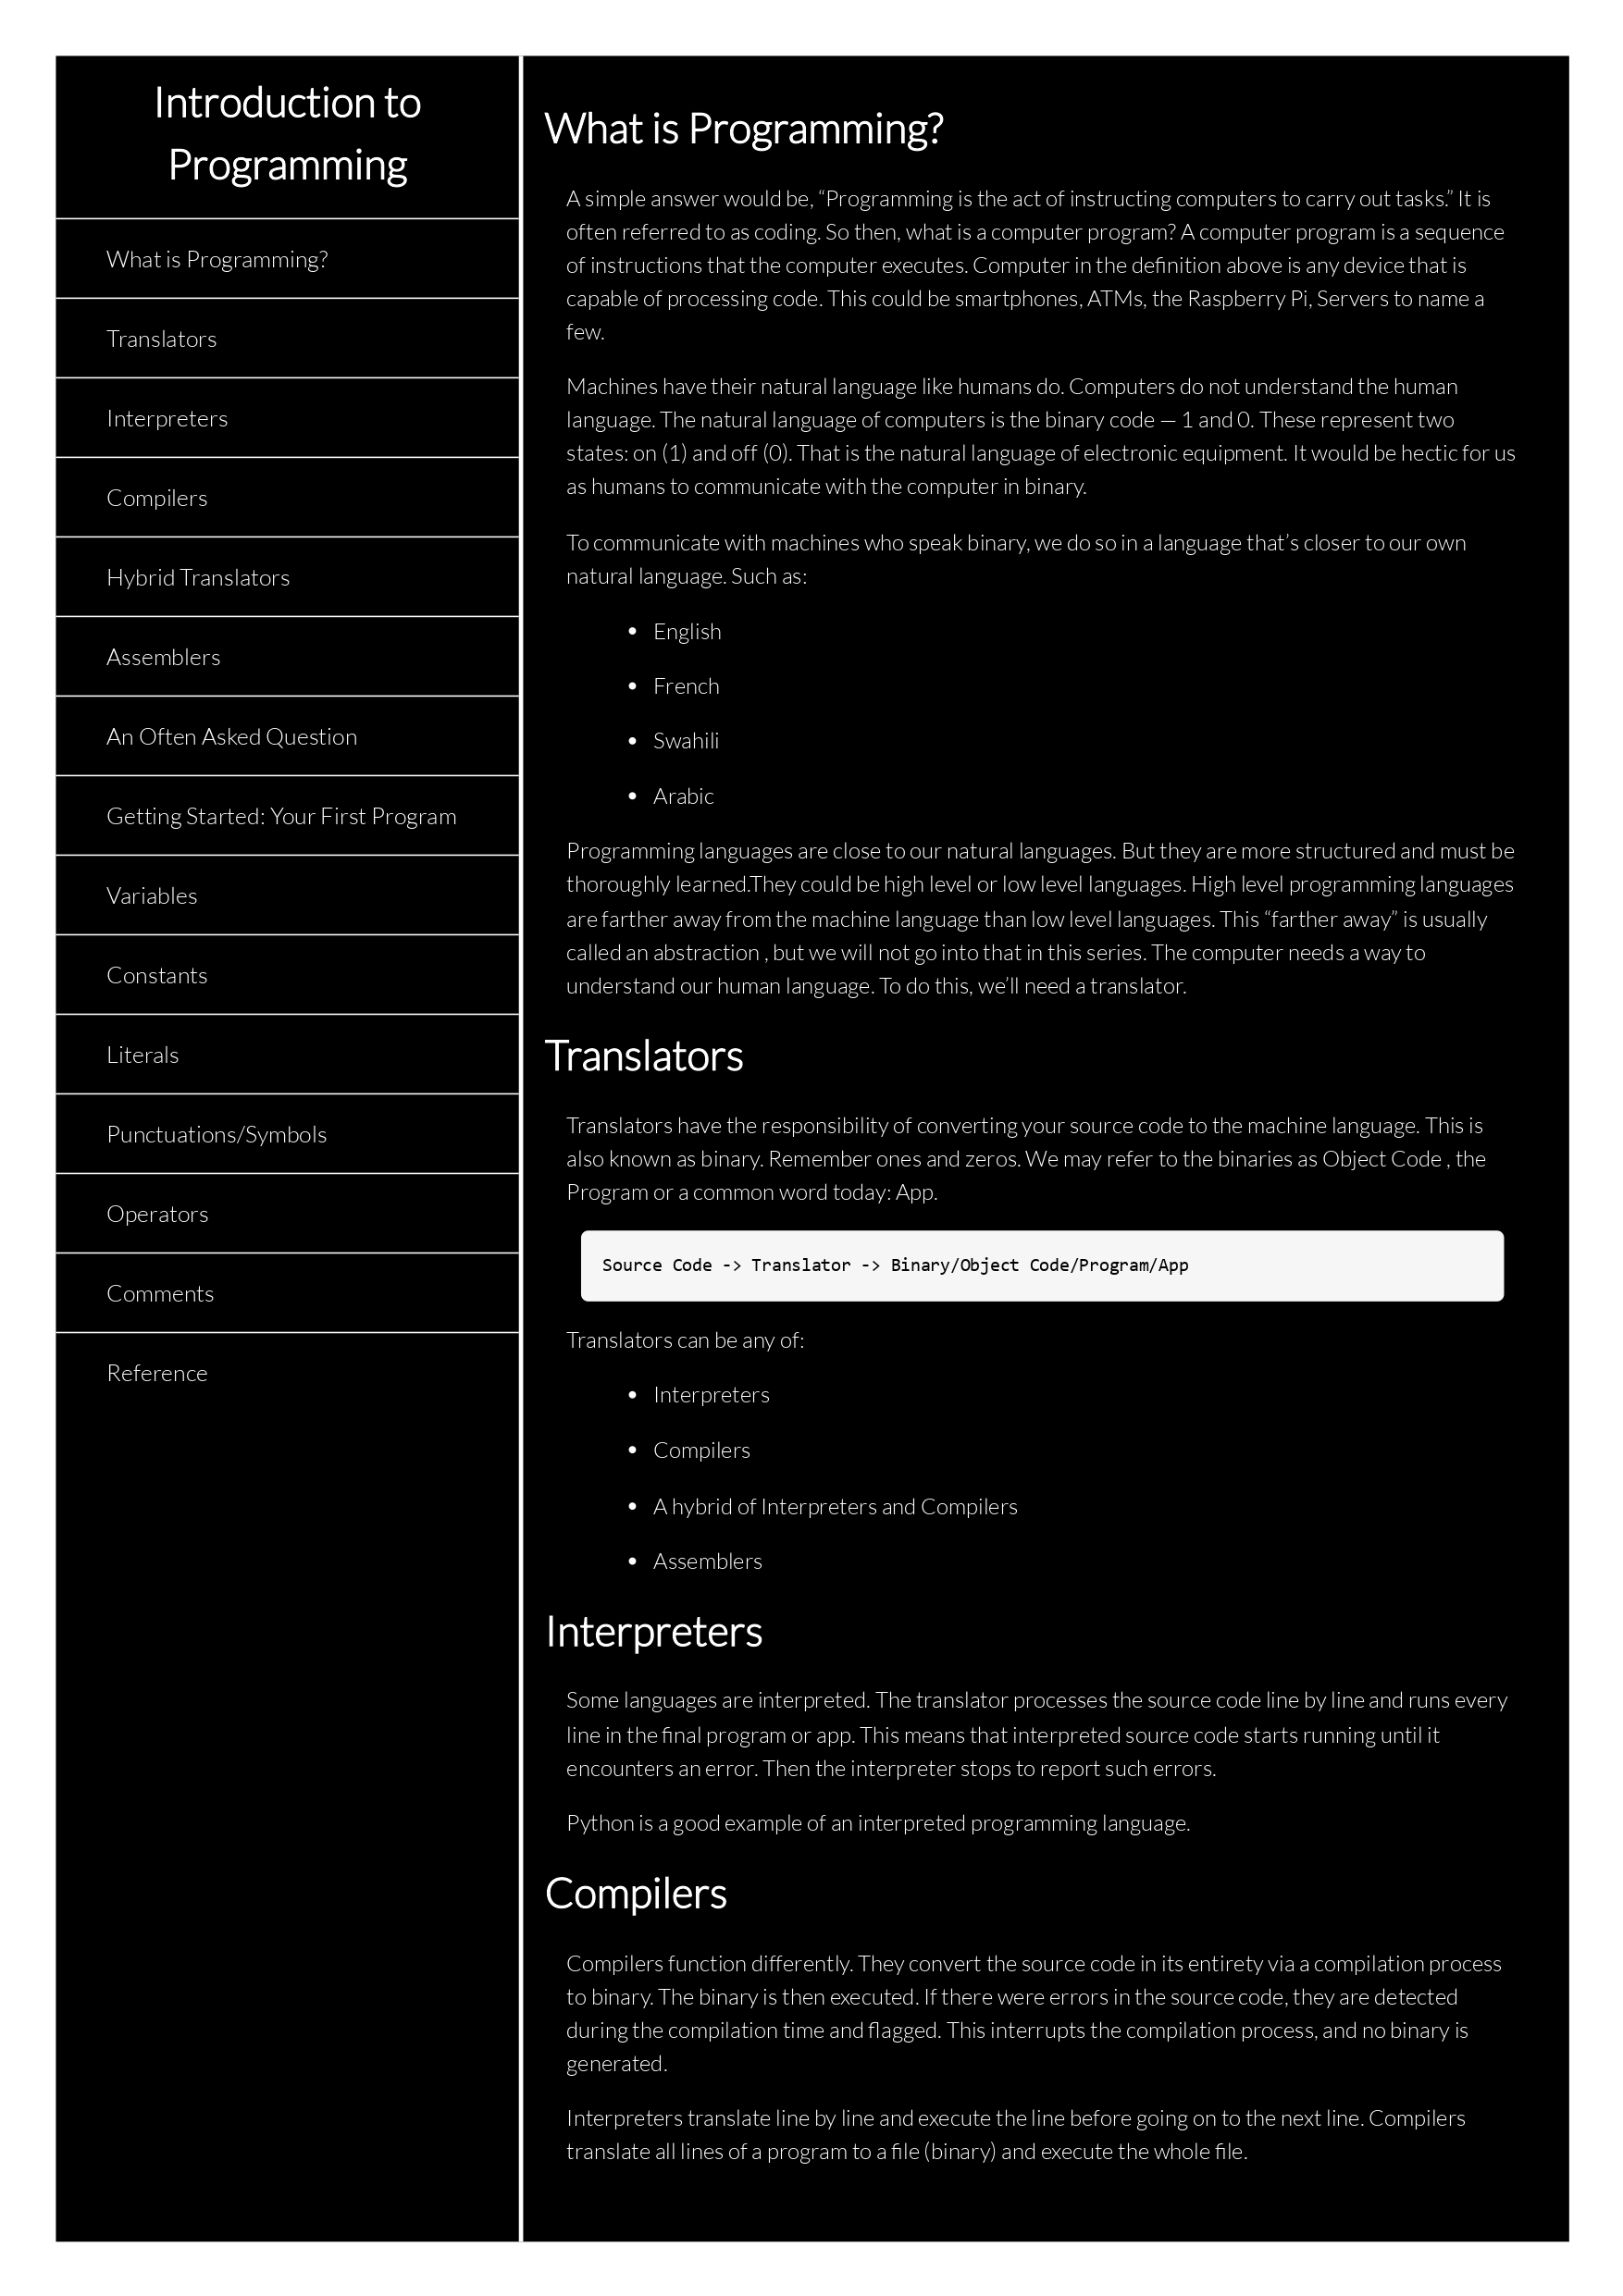 Introduction to
Programming
What is Programming?
Translators
Interpreters
Compilers
Hybrid Translators
Assemblers
An Often Asked Question
Getting Started: Your First Program
Variables
Constants
Literals
Punctuations/Symbols
Operators
Comments
Reference
What is Programming?
A simple answer would be, “Programming is the act of instructing computers to carry out tasks.” It is
often referred to as coding. So then, what is a computer program? A computer program is a sequence
of instructions that the computer executes. Computer in the definition above is any device that is
capable of processing code. This could be smartphones, ATMs, the Raspberry Pi, Servers to name a
few.
Machines have their natural language like humans do. Computers do not understand the human
language. The natural language of computers is the binary code — 1 and 0. These represent two
states: on (1) and off (0). That is the natural language of electronic equipment. It would be hectic for us
as humans to communicate with the computer in binary.
To communicate with machines who speak binary, we do so in a language that’s closer to our own
natural language. Such as:
• English
• French
• Swahili
• Arabic
Programming languages are close to our natural languages. But they are more structured and must be
thoroughly learned.They could be high level or low level languages. High level programming languages
are farther away from the machine language than low level languages. This “farther away” is usually
called an abstraction , but we will not go into that in this series. The computer needs a way to
understand our human language. To do this, we’ll need a translator.
Translators
Translators have the responsibility of converting your source code to the machine language. This is
also known as binary. Remember ones and zeros. We may refer to the binaries as Object Code , the
Program or a common word today: App.
Source Code -> Translator -> Binary/Object Code/Program/App
Translators can be any of:
• Interpreters
• Compilers
• A hybrid of Interpreters and Compilers
• Assemblers
Interpreters
Some languages are interpreted. The translator processes the source code line by line and runs every
line in the final program or app. This means that interpreted source code starts running until it
encounters an error. Then the interpreter stops to report such errors.
Python is a good example of an interpreted programming language.
Compilers
Compilers function differently. They convert the source code in its entirety via a compilation process
to binary. The binary is then executed. If there were errors in the source code, they are detected
during the compilation time and flagged. This interrupts the compilation process, and no binary is
generated.
Interpreters translate line by line and execute the line before going on to the next line. Compilers
translate all lines of a program to a file (binary) and execute the whole file.